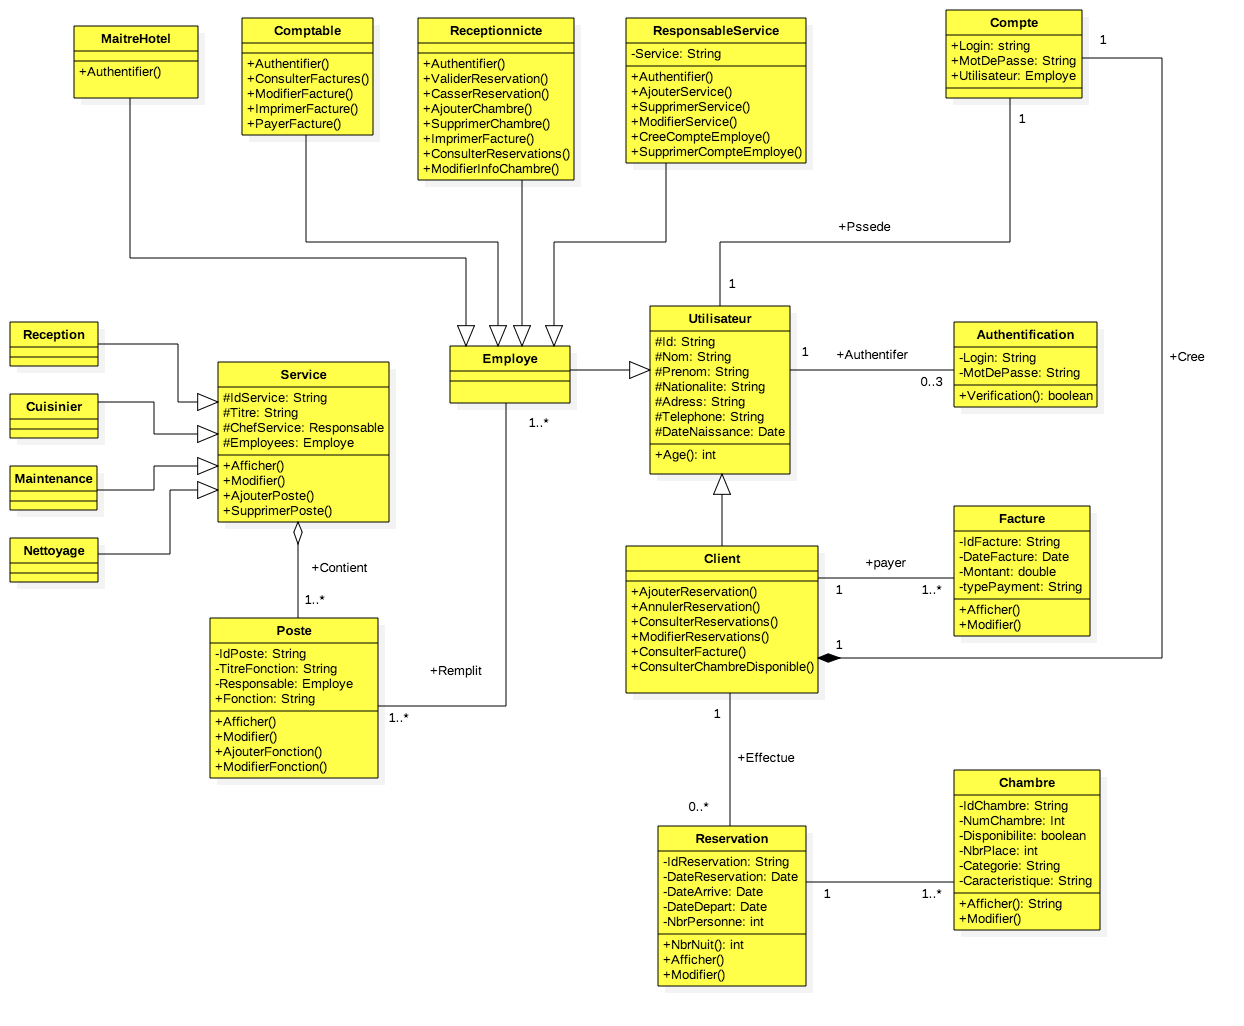 MaitreHotel
+Authentifier()
Comptable
+Authentifier()
+ConsulterFactures()
+ModifierFacture()
+ImprimerFacture()
+PayerFacture()
Receptionnicte
+Authentifier()
+ValiderReservation()
+CasserReservation()
+AjouterChambre()
+SupprimerChambre()
+ImprimerFacture()
+ConsulterReservations()
+ModifierInfoChambre()
ResponsableService
-Service: String
+Authentifier()
+AjouterService()
+SupprimerService()
+ModifierService()
+CreeCompteEmploye()
+SupprimerCompteEmploye()
Compte
+Login: string
+MotDePasse: String
+Utilisateur: Employe
1
1
+Pssede
1
+Cree
Reception
Cuisinier
Maintenance
Nettoyage
Service
#IdService: String
#Titre: String
#ChefService: Responsable
#Employees: Employe
+Afficher()
+Modifier()
+AjouterPoste()
+SupprimerPoste()
+Contient
1..*
Employe
1..*
+Remplit
1..*
Utilisateur
#Id: String
#Nom: String
#Prenom: String
#Nationalite: String
#Adress: String
#Telephone: String
#DateNaissance: Date
+Age(): int
1
+Authentifer
0..3
Authentification
-Login: String
-MotDePasse: String
+Verification(): boolean
Poste
-IdPoste: String
-TitreFonction: String
-Responsable: Employe
+Fonction: String
+Afficher()
+Modifier()
+AjouterFonction()
+ModifierFonction()
Client
+AjouterReservation()
+AnnulerReservation()
+ConsulterReservations()
+ModifierReservations()
+ConsulterFacture()
+ConsulterChambreDisponible()
+payer
1
1..*
1
Facture
-IdFacture: String
-DateFacture: Date
-Montant: double
-typePayment: String
+Afficher()
+Modifier()
1
+Effectue
0..*
Reservation
-IdReservation: String
-DateReservation: Date
-DateArrive: Date
-DateDepart: Date
-NbrPersonne: int
+NbrNuit(): int
+Afficher()
+Modifier()
1
1..*
Chambre
-IdChambre: String
-NumChambre: Int
-Disponibilite: boolean
-NbrPlace: int
-Categorie: String
-Caracteristique: String
+Afficher(): String
+Modifier()